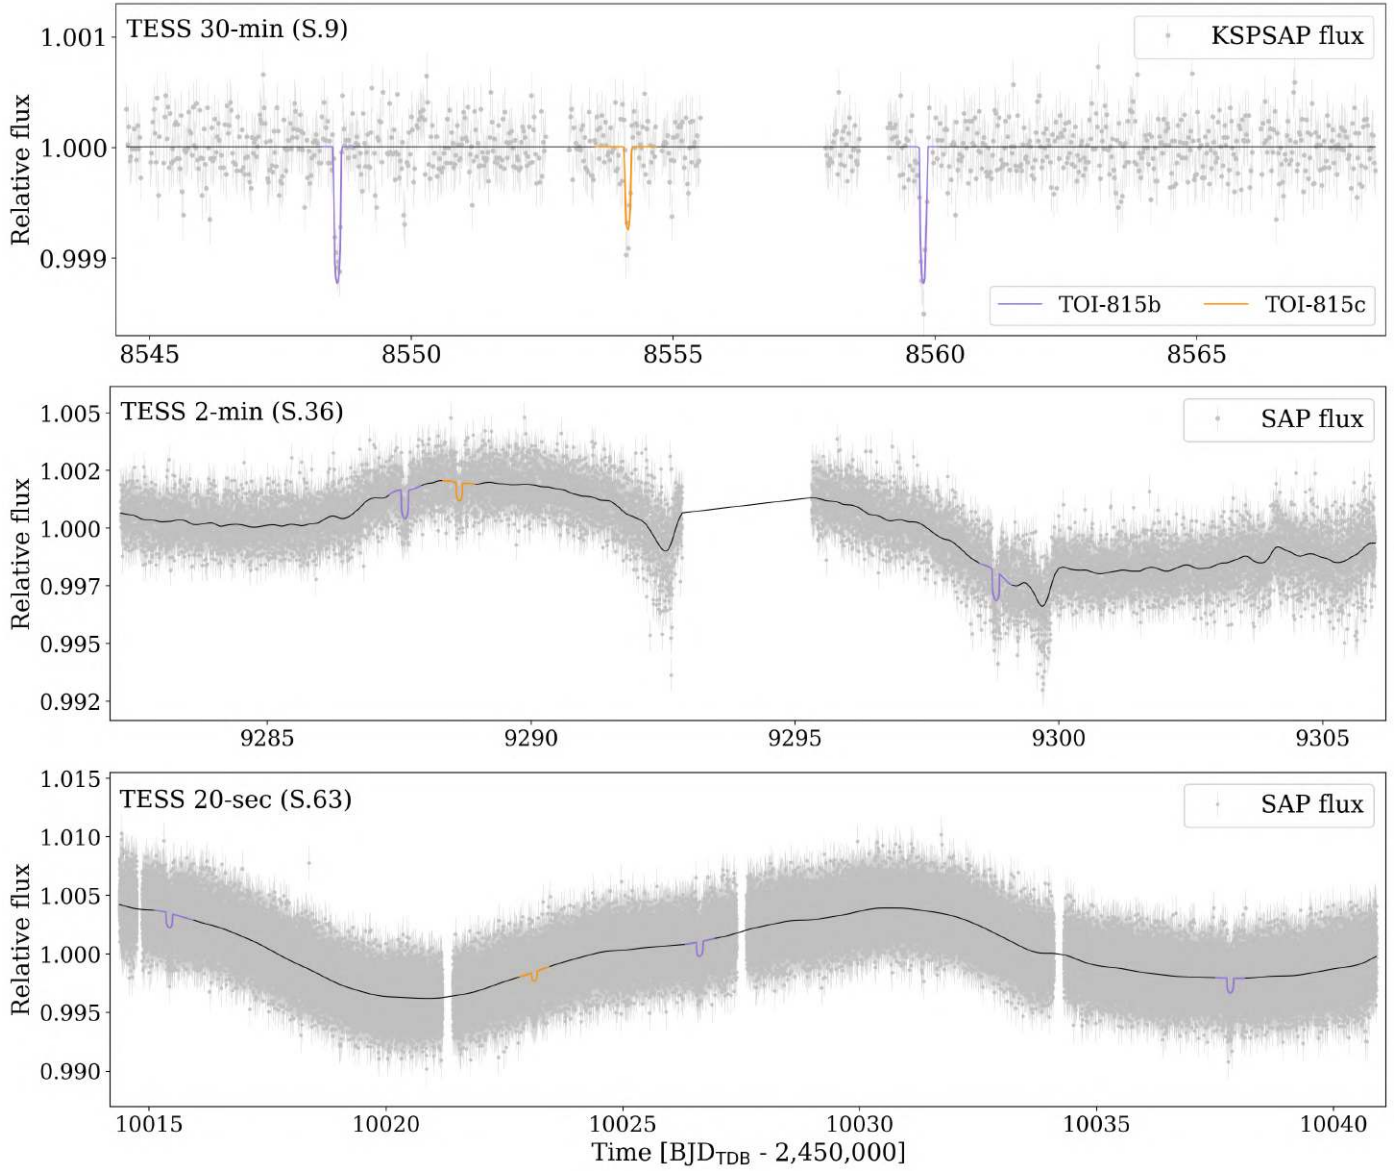 TESS 30-min (S.9)
KSPSAP flux
1.001
1.000
0.999
Relative flux
TOI-815b
TOI-815c
8545 8550 8555 8560 8565
TESS 2-min (S.36)
SAP flux
1.005
1.002
1.000
0.997
0.995
0.992
Relative flux
9285 9290 9295 9300 9305
TESS 20-sec (S.63)
SAP flux
1.015
1.010
1.005
1.000
0.995
0.990
Relative flux
10015 10020 10025 10030 10035 10040
Time [BJD_TDB - 2,450,000]